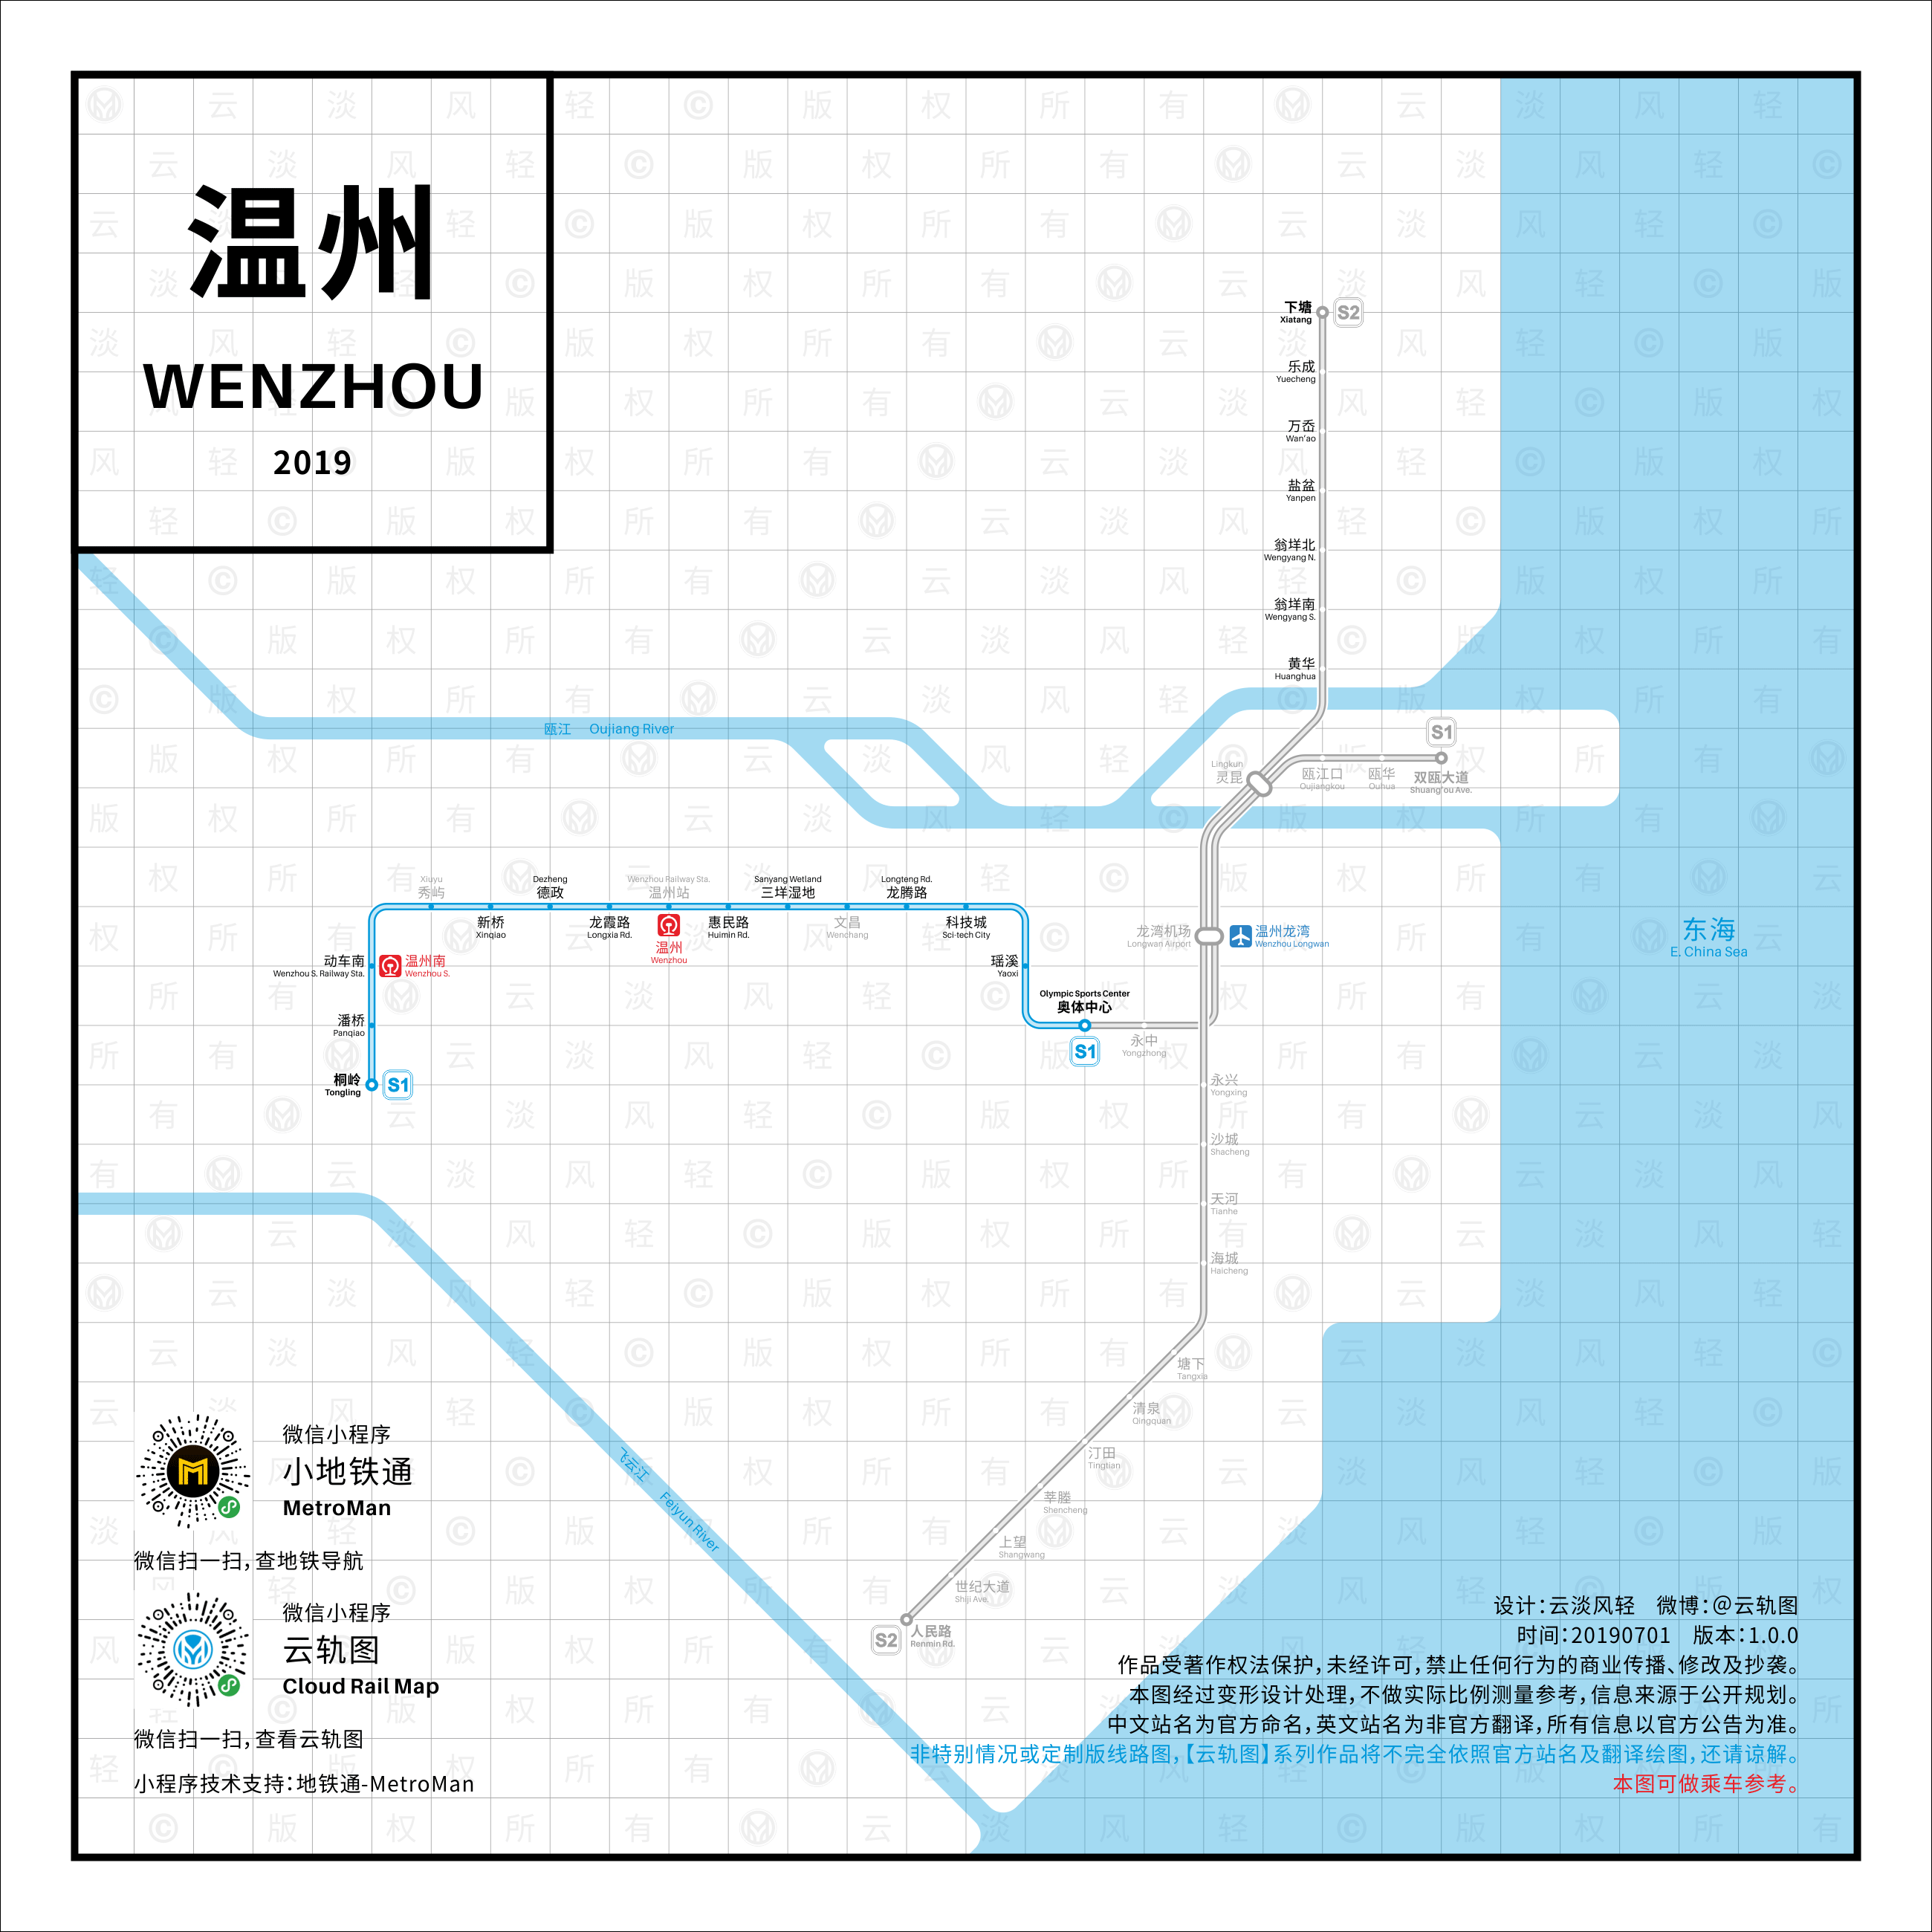 温州
WENZHOU
2019
下塘
Xiatang
S2
乐成
Yuecheng
万岙
Wan'ao
盐盆
Yanpen
翁垟北
Wengyang N.
翁垟南
Wengyang S.
黄华
Huanghua
瓯江 Oujiang River
S1
Lingkun
灵昆
瓯江口
Oujiangkou
瓯华
Ouhua
双瓯大道
Shuang'ou Ave.
Xiuyu
秀屿
新桥
Xinqiao
Dezheng
德政
龙霞路
Longxia Rd.
Wenzhou Railway Sta.
温州站
温州
Wenzhou
惠民路
Huimin Rd.
Sanyang Wetland
三垟湿地
文昌
Wenchang
Longteng Rd.
龙腾路
科技城
Sci-tech City
龙湾机场
Longwan Airport
温州龙湾
Wenzhou Longwan
东海
E. China Sea
动车南
Wenzhou S. Railway Sta.
温州南
Wenzhou S.
瑶溪
Yaoxi
Olympic Sports Center
奥体中心
S1
潘桥
Panqiao
永中
Yongzhong
桐岭
Tongling
S1
永兴
Yongxing
沙城
Shacheng
天河
Tianhe
海城
Haicheng
塘下
Tangxia
清泉
Qingquan
汀田
Tingtian
莘塍
Shencheng
上望
Shangwang
世纪大道
Shiji Ave.
人民路
Renmin Rd.
S2
飞云江 Feiyun River
微信小程序
小地铁通
MetroMan
微信扫一扫，查地铁导航
微信小程序
云轨图
Cloud Rail Map
微信扫一扫，查看云轨图
小程序技术支持：地铁通-MetroMan
设计：云淡风轻 微博：@云轨图
时间：20190701 版本：1.0.0
作品受著作权法保护，未经许可，禁止任何行为的商业传播、修改及抄袭。
本图经过变形设计处理，不做实际比例测量参考，信息来源于公开规划。
中文站名为官方命名，英文站名为非官方翻译，所有信息以官方公告为准。
非特别情况或定制版线路图，【云轨图】系列作品将不完全依照官方站名及翻译绘图，还请谅解。
本图可做乘车参考。
云淡风轻©版权所有